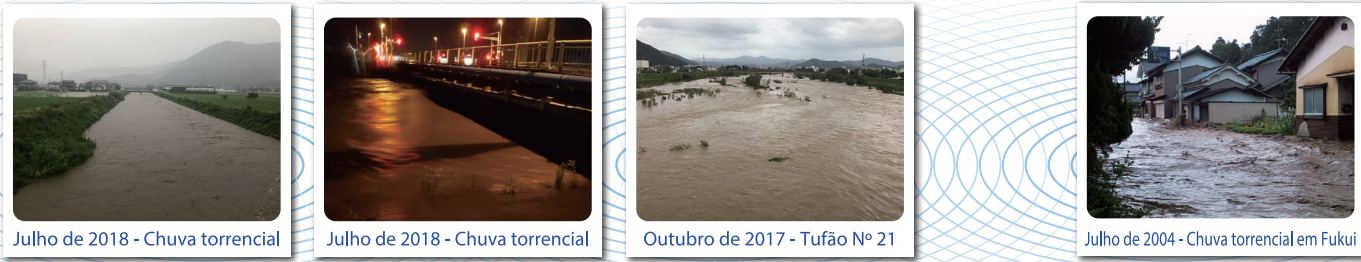 Julho de 2018 - Chuva torrencial
Julho de 2018 - Chuva torrencial
Outubro de 2017 - Tufão Nº 21
Julho de 2004 - Chuva torrencial em Fukui